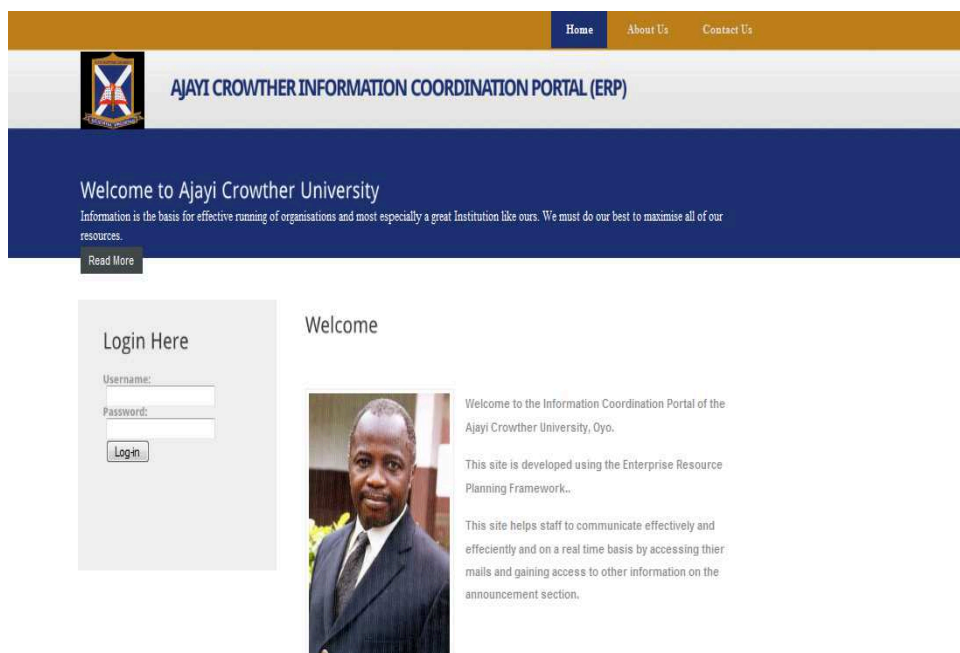 Home About Us Contact Us
AJAYI CROWTHER INFORMATION COORDINATION PORTAL (ERP)
Welcome to Ajayi Crowther University
Information is the basis for effective running of organisations and most especially a great Institution like ours. We must do our best to maximise all of our
resources.
Read More
Login Here
Username:
Password:
Log-in
Welcome
Welcome to the Information Coordination Portal of the
Ajayi Crowther University, Oyo.
This site is developed using the Enterprise Resource
Planning Framework..
This site helps staff to communicate effectively and
effeciently and on a real time basis by accessing thier
mails and gaining access to other information on the
announcement section.